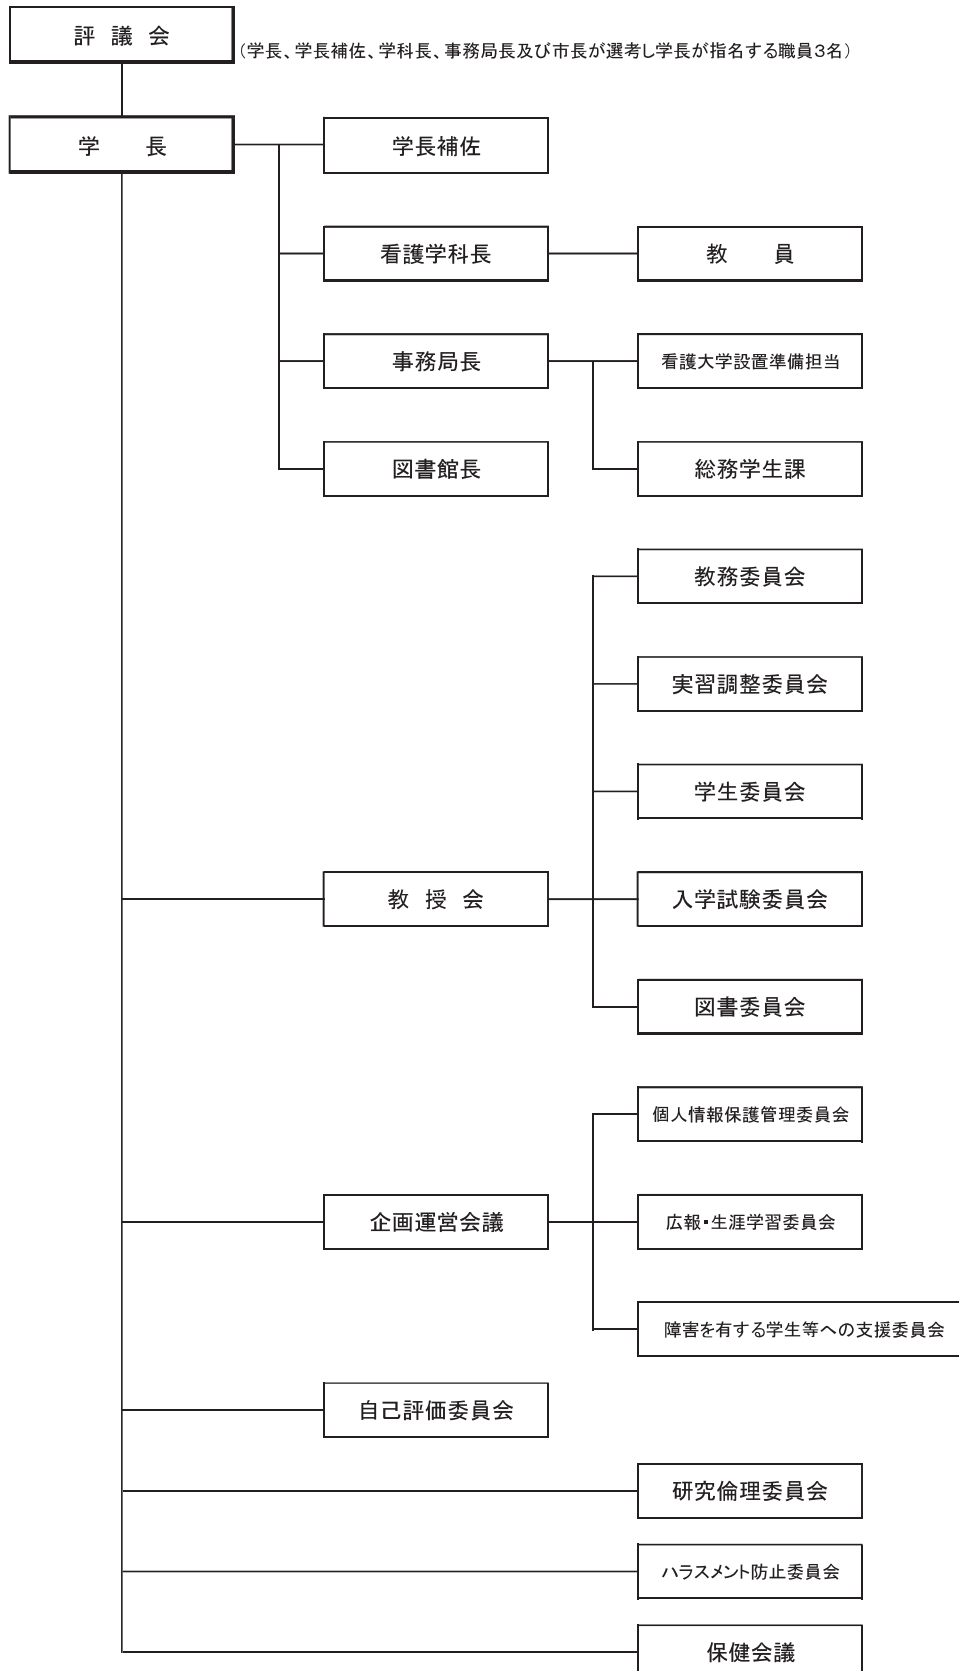 評議会
(学長、学長補佐、学科長、事務局長及び市長が選考し学長が指名する職員3名)
学　長
学長補佐
看護学科長
教　員
事務局長
看護大学設置準備担当
図書館長
総務学生課
教務委員会
実習調整委員会
学生委員会
教授会
入学試験委員会
図書委員会
個人情報保護管理委員会
企画運営会議
広報・生涯学習委員会
障害を有する学生等への支援委員会
自己評価委員会
研究倫理委員会
ハラスメント防止委員会
保健会議